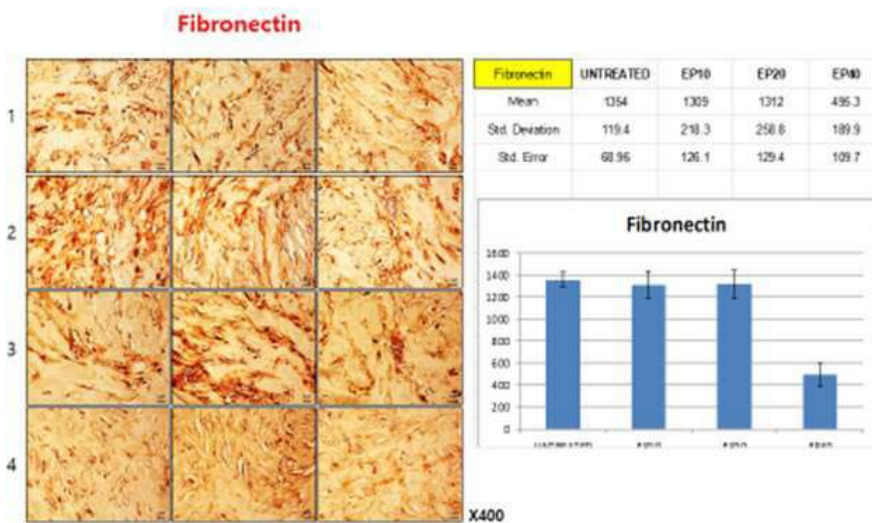 Fibronectin
1
2
3
4
X400
Fibronectin UNTREATED EP10 EP20 EP40
Mean 1354 1309 1312 495.3
Std. Deviation 119.4 218.3 258.8 189.9
Std. Error 68.96 126.1 129.4 109.7
Fibronectin
1600
1400
1200
1000
800
600
400
200
0
UNTREATED